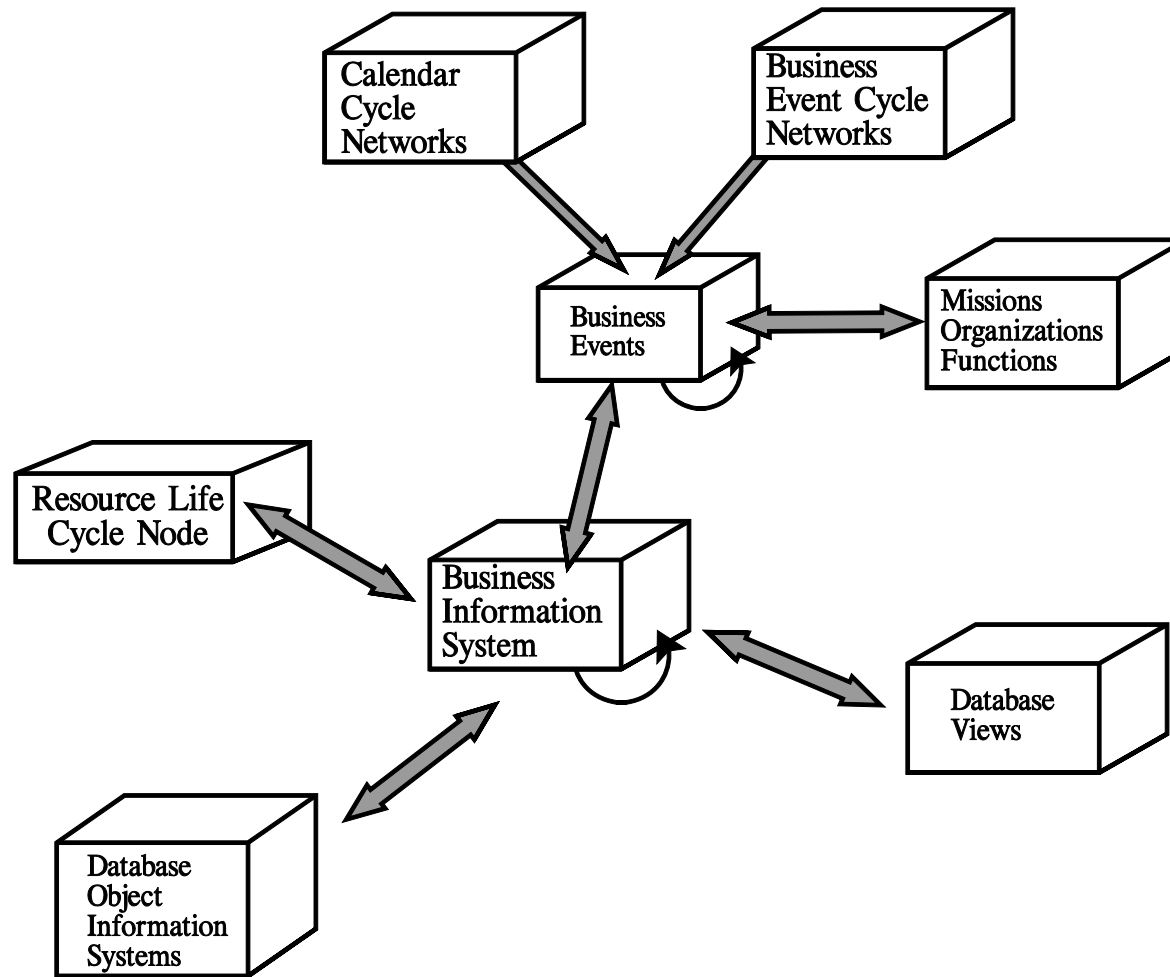 Calendar
Cycle
Networks
Business
Event Cycle
Networks
Business
Events
Missions
Organizations
Functions
Resource Life
Cycle Node
Business
Information
System
Database
Views
Database
Object
Information
Systems